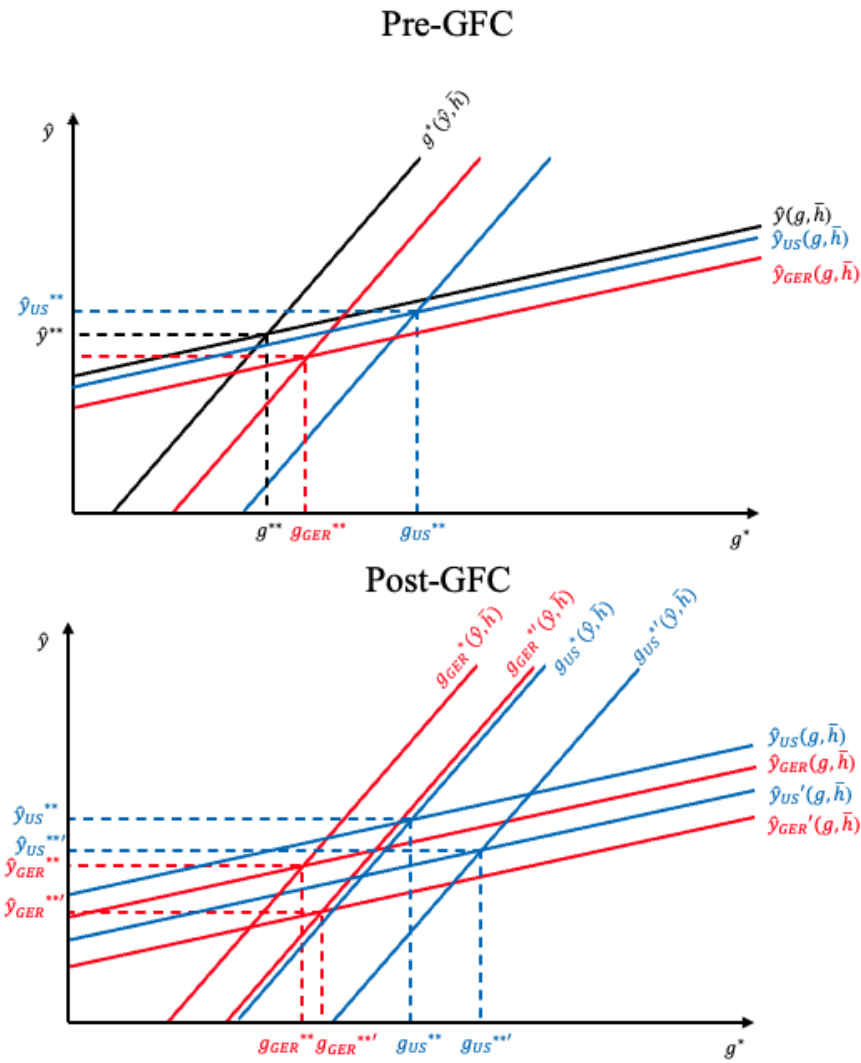 Pre-GFC
ŷ
g*(ŷ,h̄)
ŷ(g,h̄)
ŷ_US(g,h̄)
ŷ_GER(g,h̄)
ŷ_US**
ŷ**
g** g_GER** g_US**
g*
Post-GFC
ŷ
g_GER*(ŷ,h̄)
g_GER*′(ŷ,h̄)
g_US*(ŷ,h̄)
g_US*′(ŷ,h̄)
ŷ_US(g,h̄)
ŷ_GER(g,h̄)
ŷ_US′(g,h̄)
ŷ_GER′(g,h̄)
ŷ_US**
ŷ_US**′
ŷ_GER**
ŷ_GER**′
g_GER** g_GER**′ g_US** g_US**′
g*